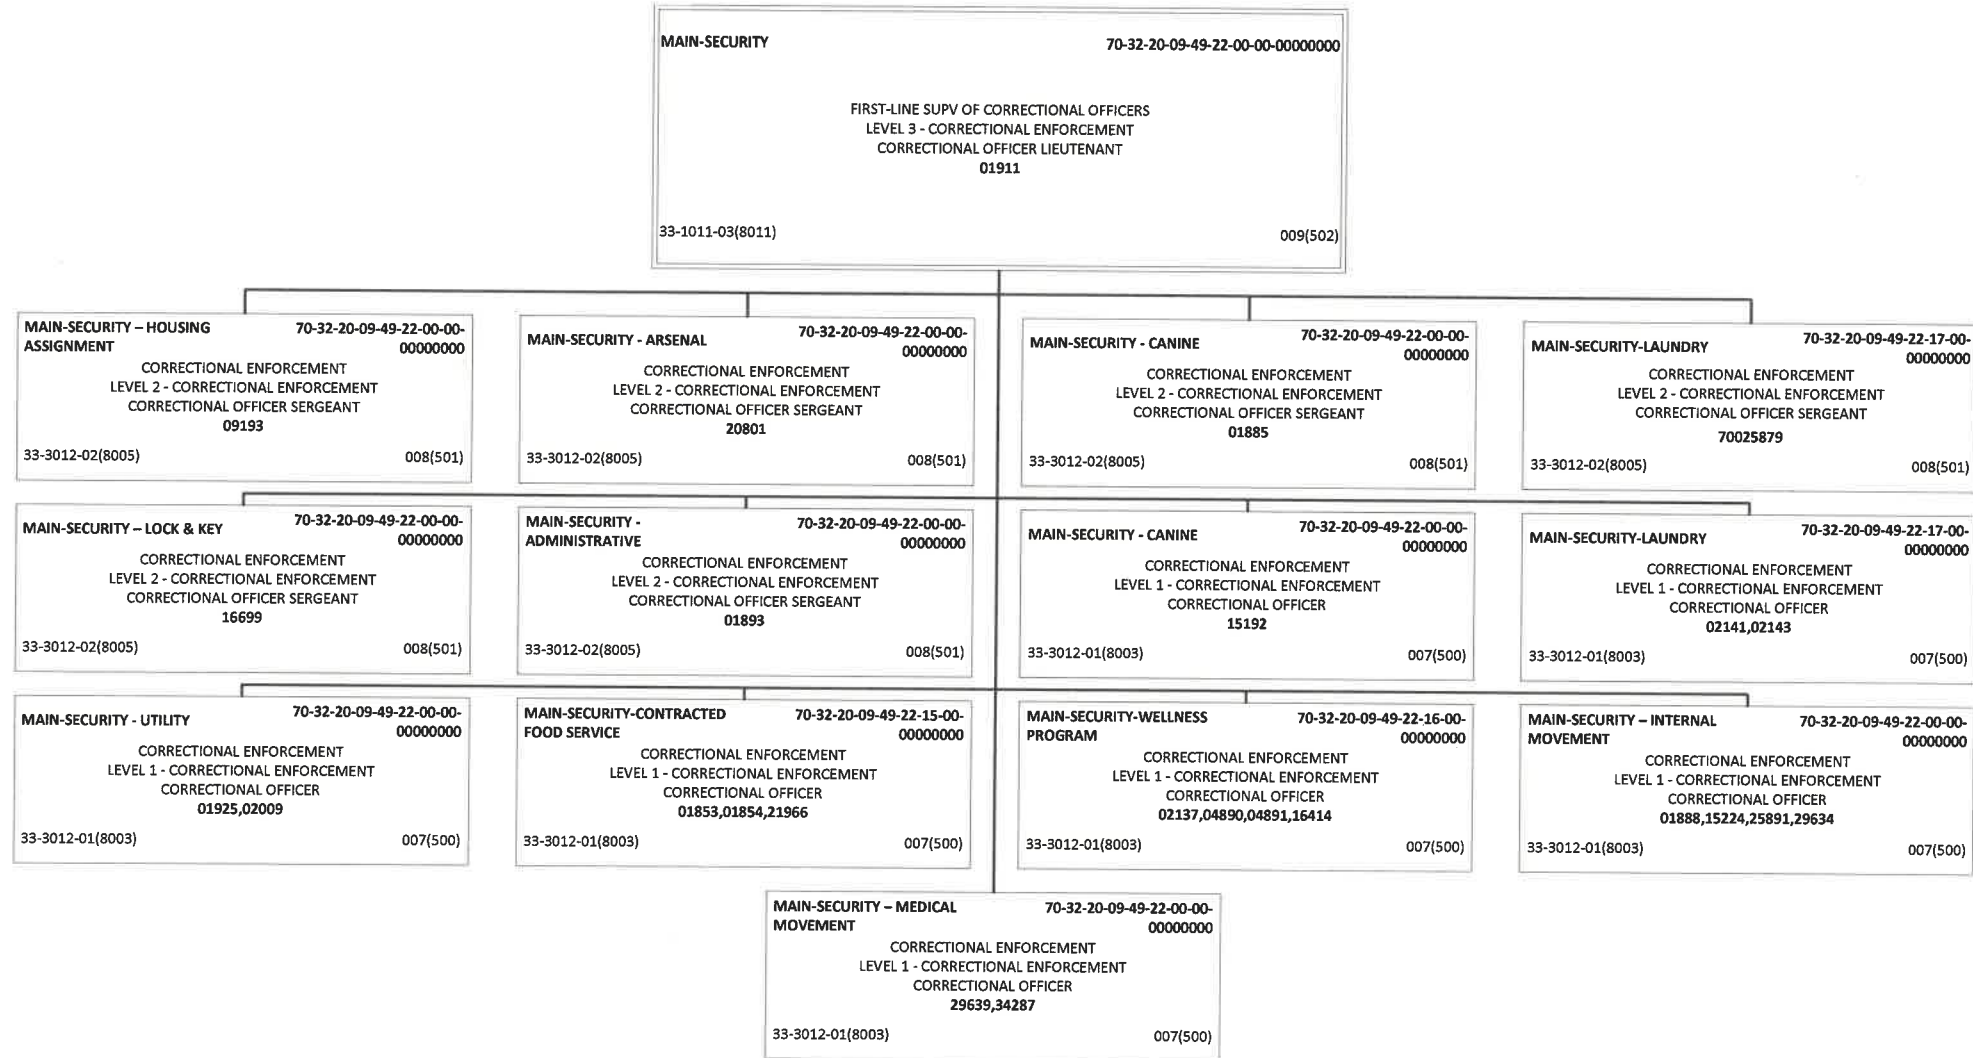 MAIN-SECURITY 70-32-20-09-49-22-00-00-00000000
FIRST-LINE SUPV OF CORRECTIONAL OFFICERS
LEVEL 3 - CORRECTIONAL ENFORCEMENT
CORRECTIONAL OFFICER LIEUTENANT
01911
33-1011-03(8011) 009(502)
MAIN-SECURITY – HOUSING 70-32-20-09-49-22-00-00-
ASSIGNMENT 00000000
CORRECTIONAL ENFORCEMENT
LEVEL 2 - CORRECTIONAL ENFORCEMENT
CORRECTIONAL OFFICER SERGEANT
09193
33-3012-02(8005) 008(501)
MAIN-SECURITY - ARSENAL 70-32-20-09-49-22-00-00-
00000000
CORRECTIONAL ENFORCEMENT
LEVEL 2 - CORRECTIONAL ENFORCEMENT
CORRECTIONAL OFFICER SERGEANT
20801
33-3012-02(8005) 008(501)
MAIN-SECURITY - CANINE 70-32-20-09-49-22-00-00-
00000000
CORRECTIONAL ENFORCEMENT
LEVEL 2 - CORRECTIONAL ENFORCEMENT
CORRECTIONAL OFFICER SERGEANT
01885
33-3012-02(8005) 008(501)
MAIN-SECURITY-LAUNDRY 70-32-20-09-49-22-17-00-
00000000
CORRECTIONAL ENFORCEMENT
LEVEL 2 - CORRECTIONAL ENFORCEMENT
CORRECTIONAL OFFICER SERGEANT
70025879
33-3012-02(8005) 008(501)
MAIN-SECURITY – LOCK & KEY 70-32-20-09-49-22-00-00-
00000000
CORRECTIONAL ENFORCEMENT
LEVEL 2 - CORRECTIONAL ENFORCEMENT
CORRECTIONAL OFFICER SERGEANT
16699
33-3012-02(8005) 008(501)
MAIN-SECURITY - 70-32-20-09-49-22-00-00-
ADMINISTRATIVE 00000000
CORRECTIONAL ENFORCEMENT
LEVEL 2 - CORRECTIONAL ENFORCEMENT
CORRECTIONAL OFFICER SERGEANT
01893
33-3012-02(8005) 008(501)
MAIN-SECURITY - CANINE 70-32-20-09-49-22-00-00-
00000000
CORRECTIONAL ENFORCEMENT
LEVEL 1 - CORRECTIONAL ENFORCEMENT
CORRECTIONAL OFFICER
15192
33-3012-01(8003) 007(500)
MAIN-SECURITY-LAUNDRY 70-32-20-09-49-22-17-00-
00000000
CORRECTIONAL ENFORCEMENT
LEVEL 1 - CORRECTIONAL ENFORCEMENT
CORRECTIONAL OFFICER
02141,02143
33-3012-01(8003) 007(500)
MAIN-SECURITY - UTILITY 70-32-20-09-49-22-00-00-
00000000
CORRECTIONAL ENFORCEMENT
LEVEL 1 - CORRECTIONAL ENFORCEMENT
CORRECTIONAL OFFICER
01925,02009
33-3012-01(8003) 007(500)
MAIN-SECURITY-CONTRACTED 70-32-20-09-49-22-15-00-
FOOD SERVICE 00000000
CORRECTIONAL ENFORCEMENT
LEVEL 1 - CORRECTIONAL ENFORCEMENT
CORRECTIONAL OFFICER
01853,01854,21966
33-3012-01(8003) 007(500)
MAIN-SECURITY-WELLNESS 70-32-20-09-49-22-16-00-
PROGRAM 00000000
CORRECTIONAL ENFORCEMENT
LEVEL 1 - CORRECTIONAL ENFORCEMENT
CORRECTIONAL OFFICER
02137,04890,04891,16414
33-3012-01(8003) 007(500)
MAIN-SECURITY – INTERNAL 70-32-20-09-49-22-00-00-
MOVEMENT 00000000
CORRECTIONAL ENFORCEMENT
LEVEL 1 - CORRECTIONAL ENFORCEMENT
CORRECTIONAL OFFICER
01888,15224,25891,29634
33-3012-01(8003) 007(500)
MAIN-SECURITY – MEDICAL 70-32-20-09-49-22-00-00-
MOVEMENT 00000000
CORRECTIONAL ENFORCEMENT
LEVEL 1 - CORRECTIONAL ENFORCEMENT
CORRECTIONAL OFFICER
29639,34287
33-3012-01(8003) 007(500)